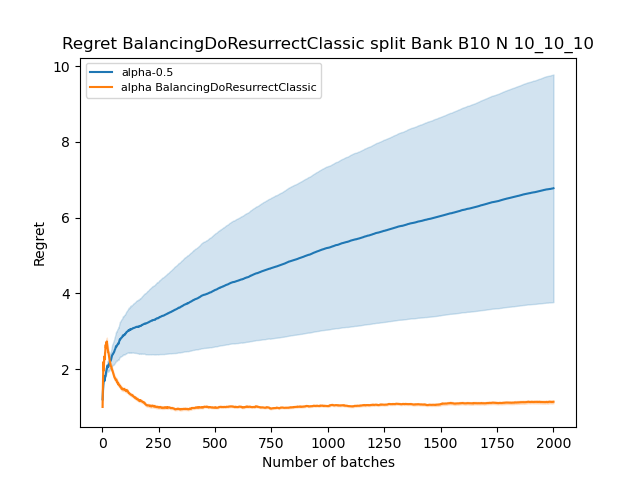 Regret BalancingDoResurrectClassic split Bank B10 N 10_10_10
alpha-0.5
alpha BalancingDoResurrectClassic
10
8
6
4
2
Regret
0 250 500 750 1000 1250 1500 1750 2000
Number of batches